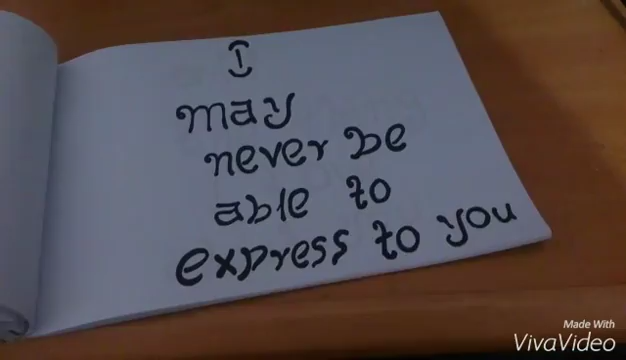 I
may
never be
able to
express to you
Made With
VivaVideo